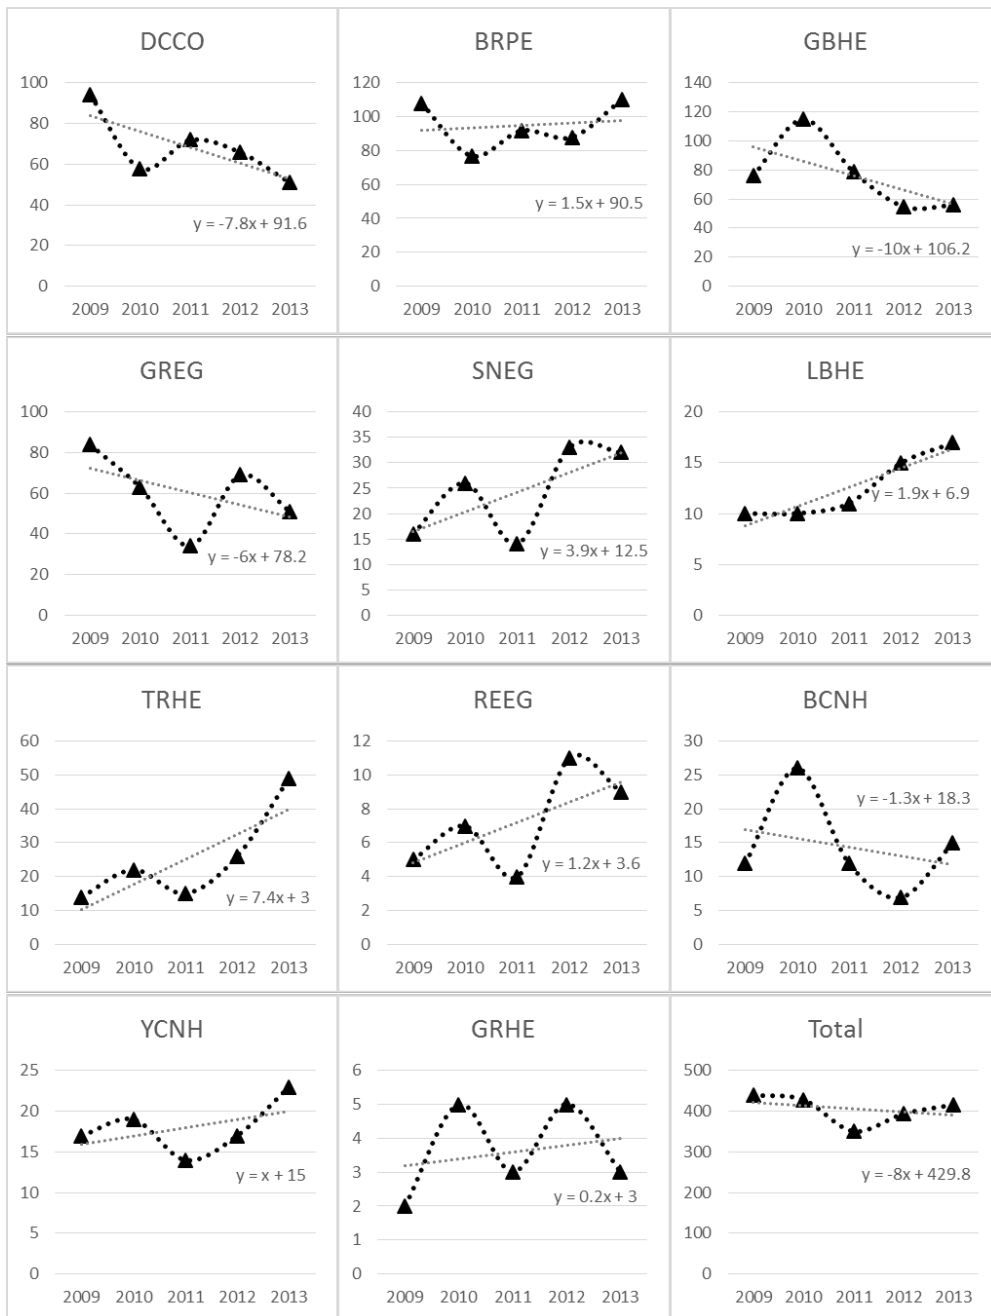 DCCO
100
80
60
40
20
0
y = -7.8x + 91.6
2009 2010 2011 2012 2013
BRPE
120
100
80
60
40
20
0
y = 1.5x + 90.5
2009 2010 2011 2012 2013
GBHE
140
120
100
80
60
40
20
0
y = -10x + 106.2
2009 2010 2011 2012 2013
GREG
100
80
60
40
20
0
y = -6x + 78.2
2009 2010 2011 2012 2013
SNEG
40
35
30
25
20
15
10
5
0
y = 3.9x + 12.5
2009 2010 2011 2012 2013
LBHE
20
15
10
5
0
y = 1.9x + 6.9
2009 2010 2011 2012 2013
TRHE
60
50
40
30
20
10
0
y = 7.4x + 3
2009 2010 2011 2012 2013
REEG
12
10
8
6
4
2
0
y = 1.2x + 3.6
2009 2010 2011 2012 2013
BCNH
30
25
20
15
10
5
0
y = -1.3x + 18.3
2009 2010 2011 2012 2013
YCNH
25
20
15
10
5
0
y = x + 15
2009 2010 2011 2012 2013
GRHE
6
5
4
3
2
1
0
y = 0.2x + 3
2009 2010 2011 2012 2013
Total
500
400
300
200
100
0
y = -8x + 429.8
2009 2010 2011 2012 2013